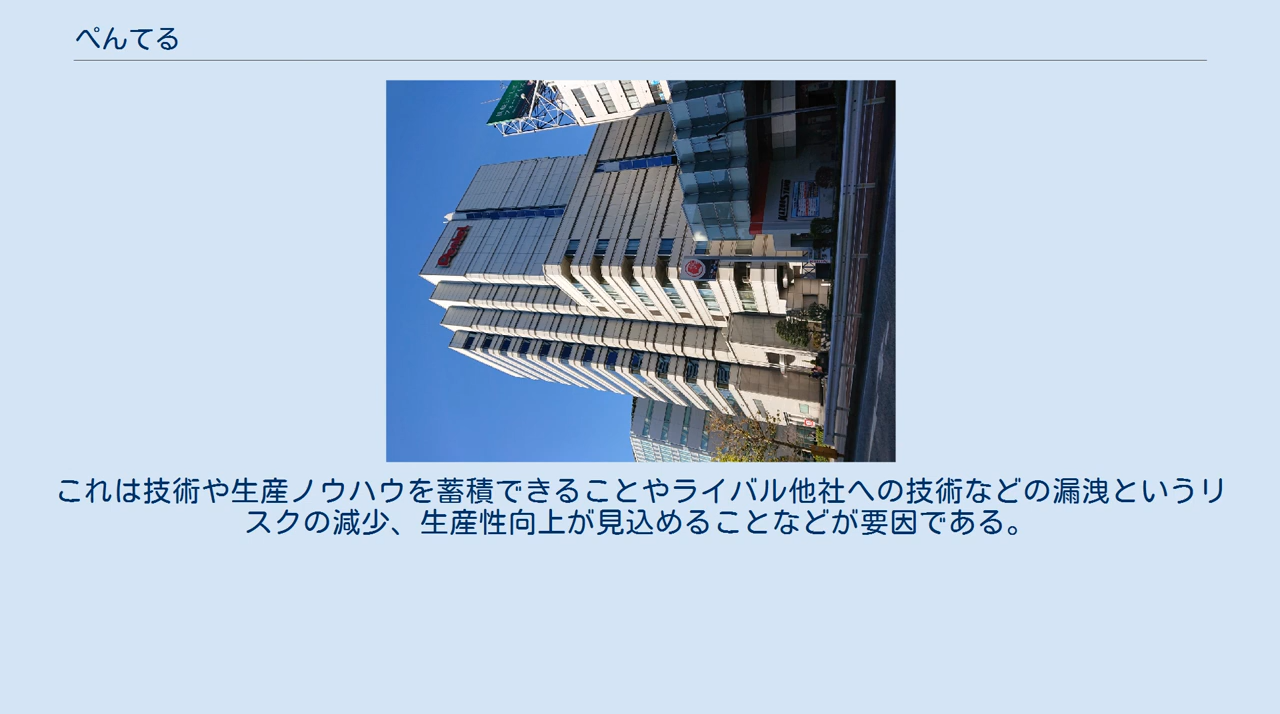 ぺんてる
Pentel
これは技術や生産ノウハウを蓄積できることやライバル他社への技術などの漏洩というリ
スクの減少、生産性向上が見込めることなどが要因である。